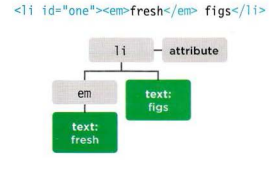 <li id="one"><em>fresh</em> figs</li>
li
attribute
em
text:
figs
text:
fresh